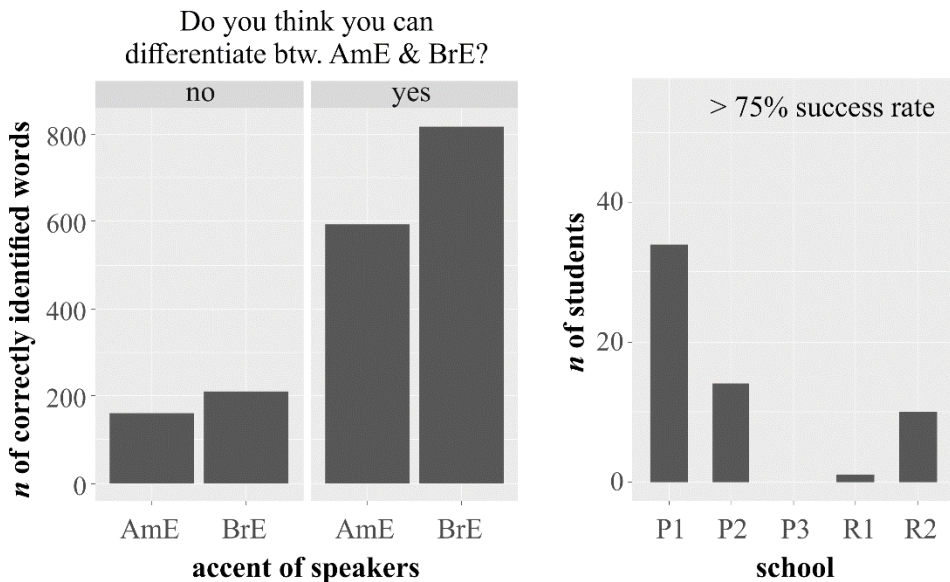 Do you think you can
differentiate btw. AmE & BrE?
no
yes
n of correctly identified words
800
600
400
200
0
AmE
BrE
AmE
BrE
accent of speakers
> 75% success rate
n of students
40
20
0
P1
P2
P3
R1
R2
school